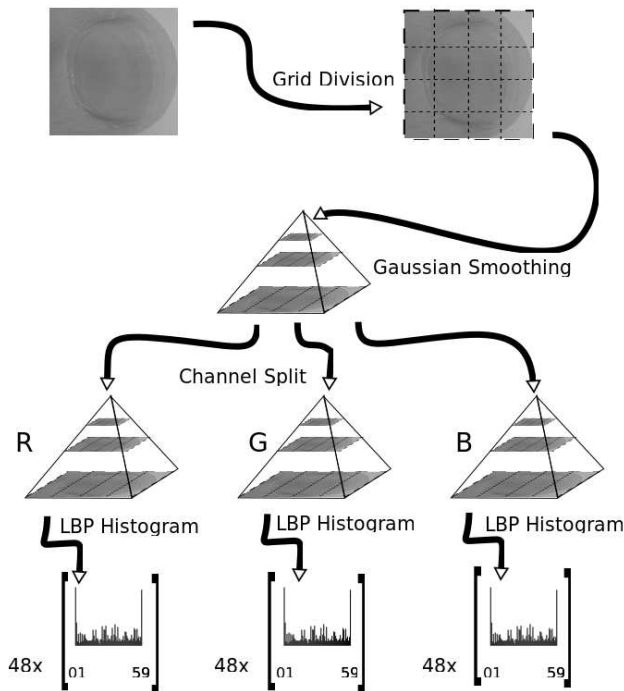 Grid Division
Gaussian Smoothing
Channel Split
R
G
B
LBP Histogram
LBP Histogram
LBP Histogram
48x
01
59
48x
01
59
48x
01
59